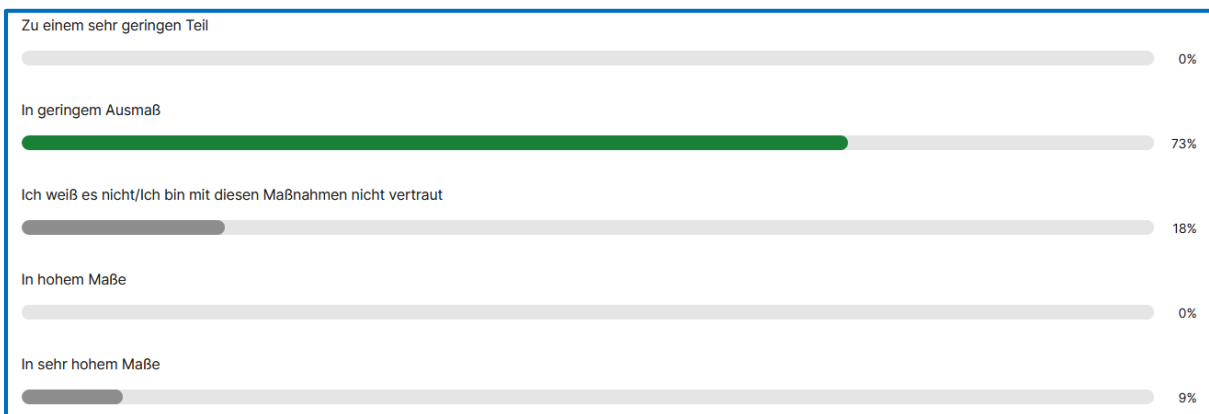 Zu einem sehr geringen Teil
0%
In geringem Ausmaß
73%
Ich weiß es nicht/Ich bin mit diesen Maßnahmen nicht vertraut
18%
In hohem Maße
0%
In sehr hohem Maße
9%